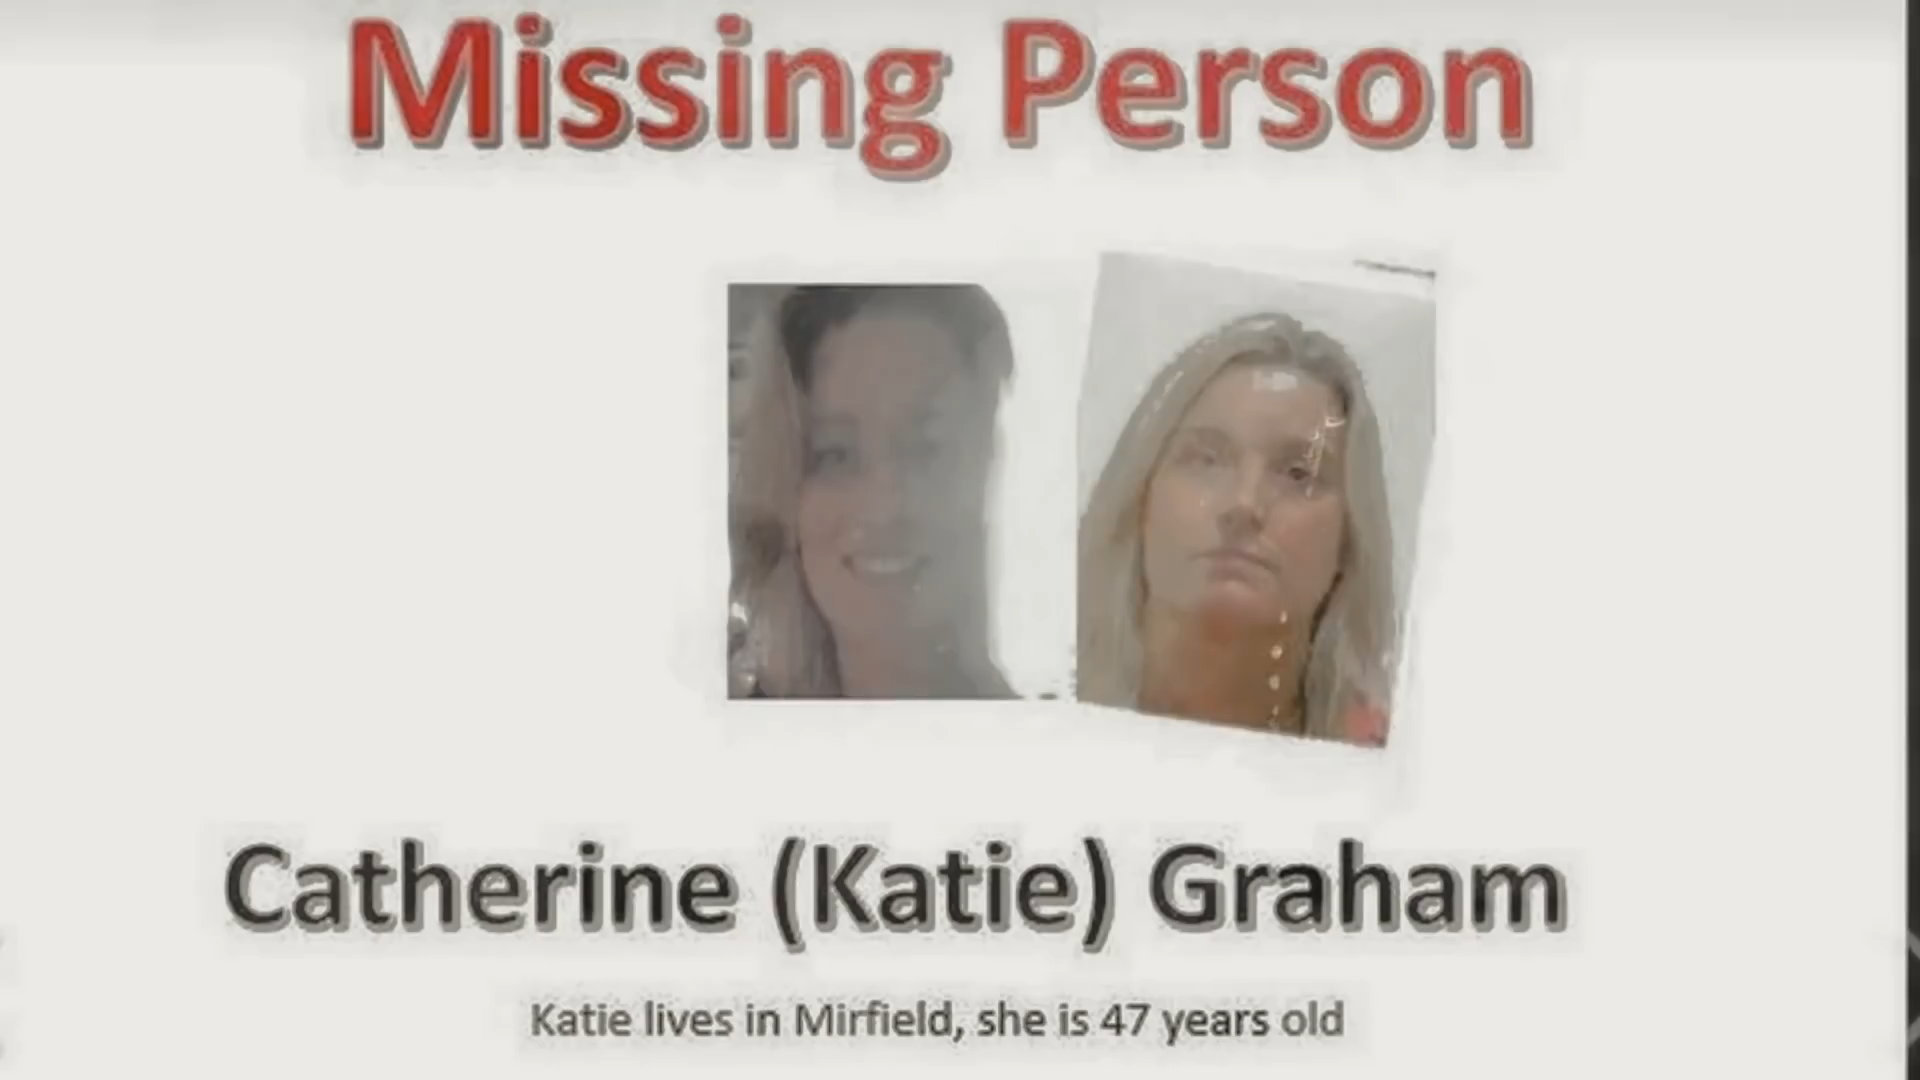 Missing Person
Catherine (Katie) Graham
Katie lives in Mirfield, she is 47 years old